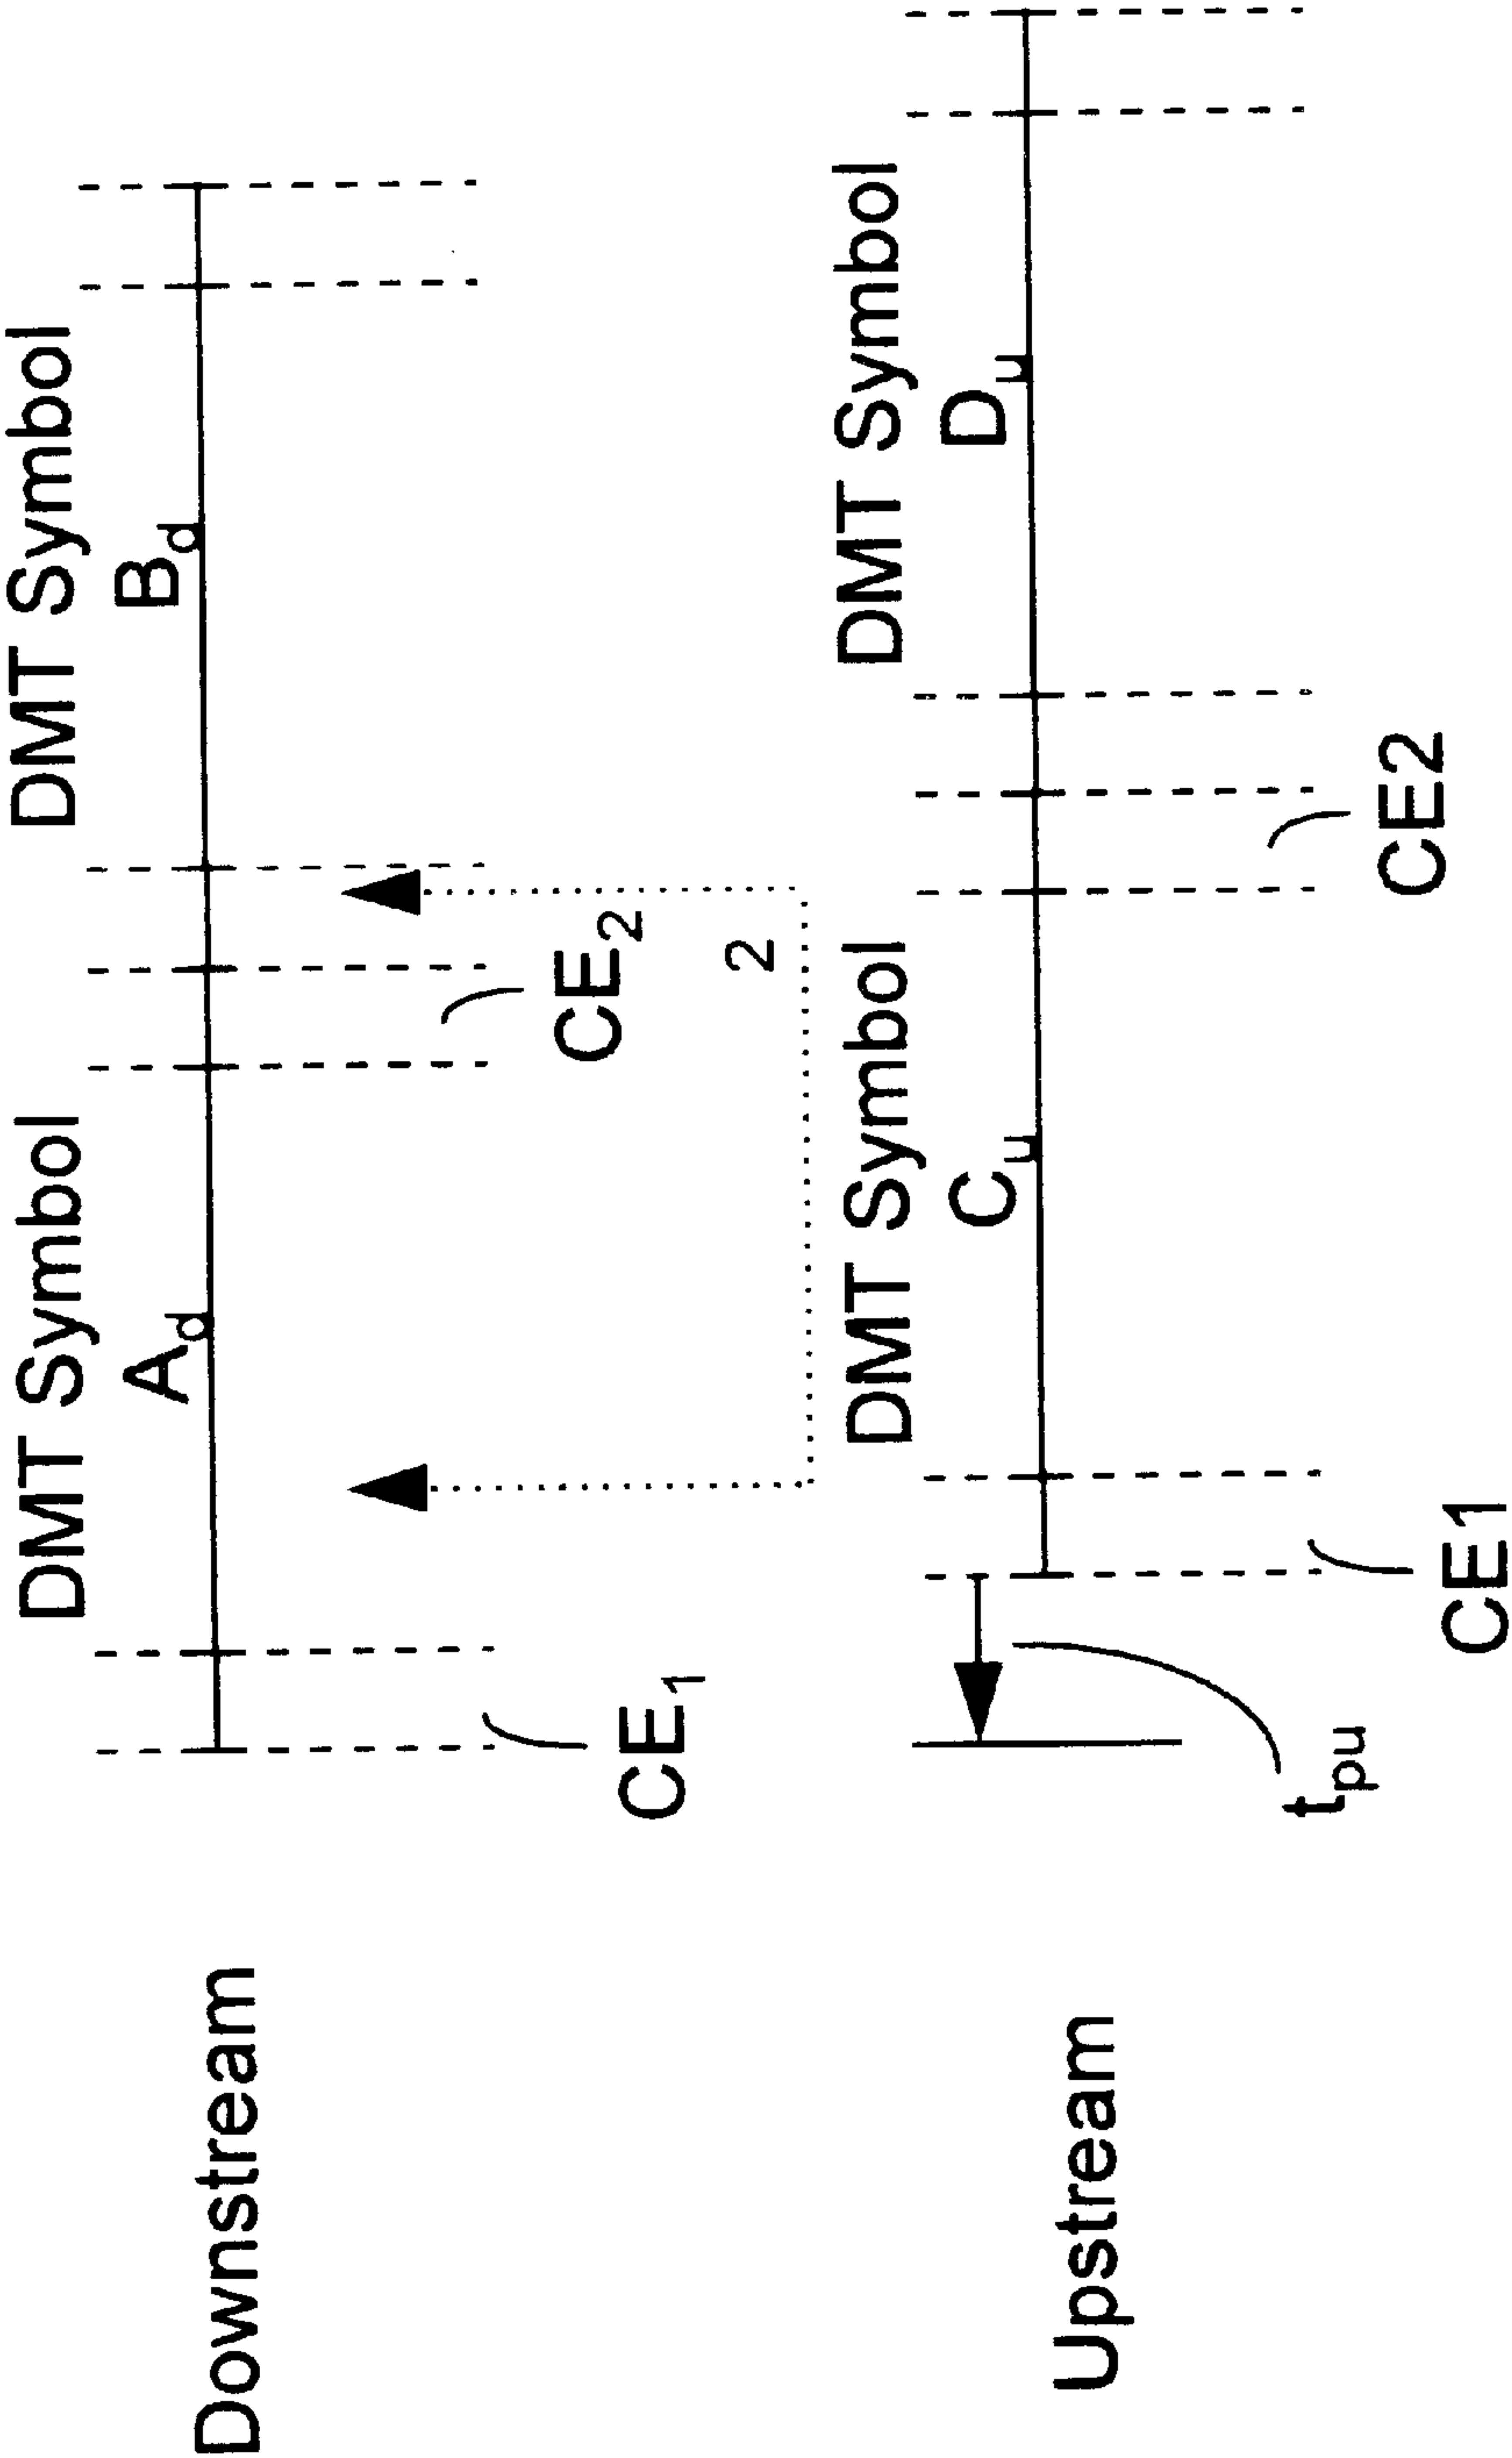 DMT Symbol DMT Symbol
A_d B_d
Downstream
CE_2
CE_1
2
DMT Symbol DMT Symbol
C_u D_u
Upstream
t_pu
CE2
CE1